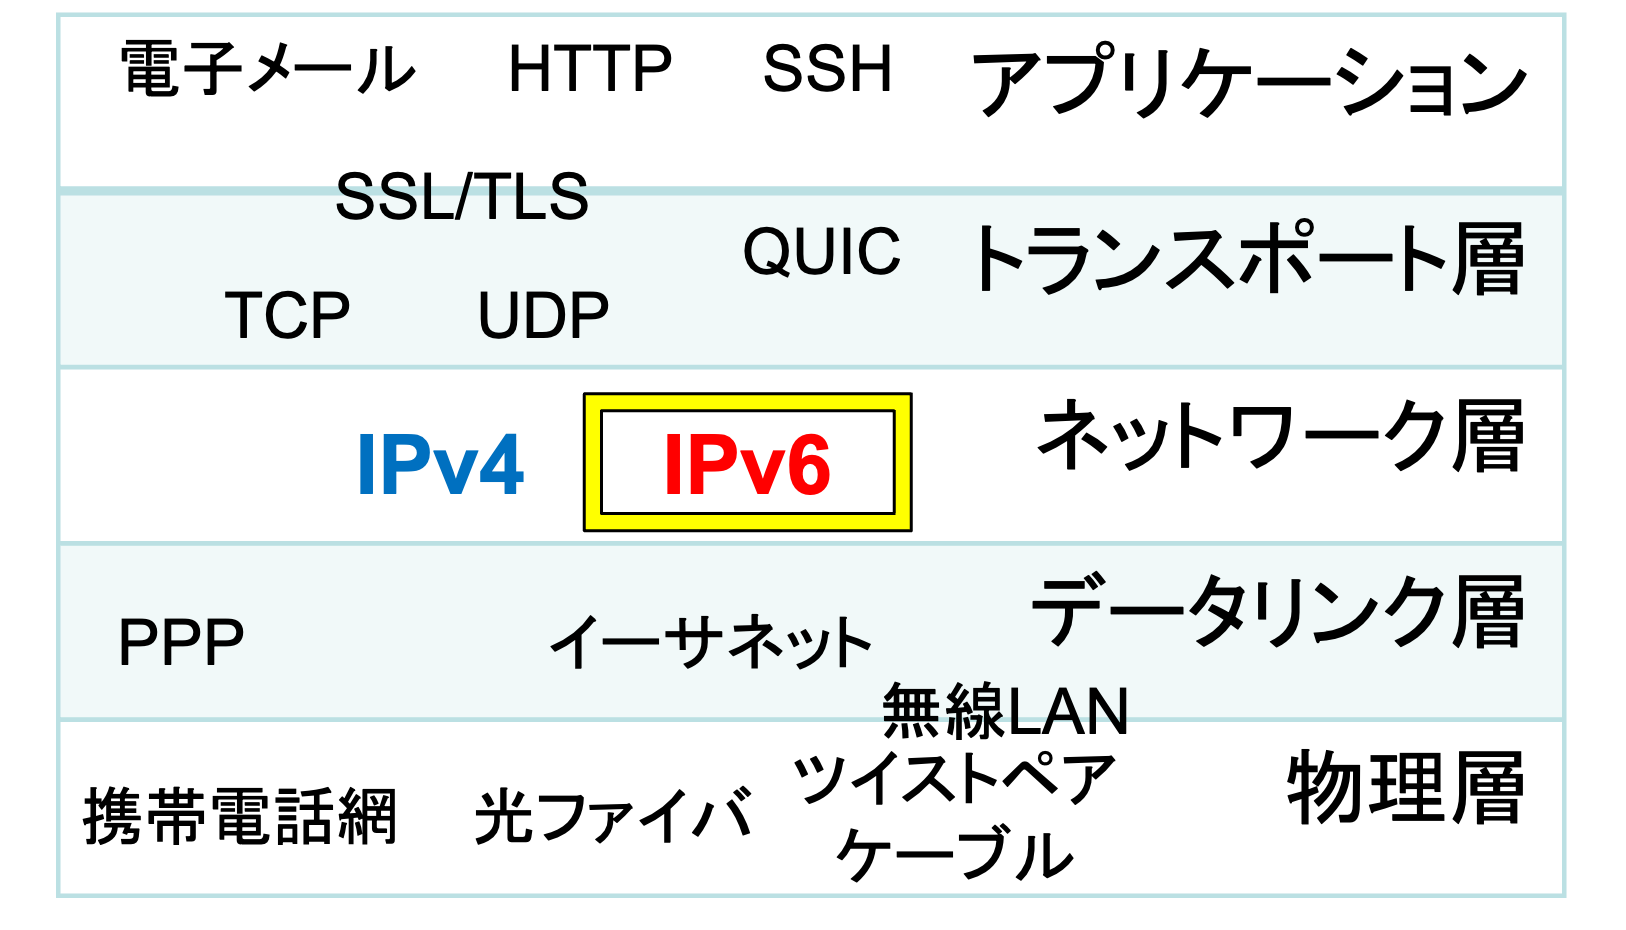 電子メール HTTP SSH アプリケーション
SSL/TLS
QUIC トランスポート層
TCP UDP
IPv4 IPv6 ネットワーク層
PPP イーサネット データリンク層
無線LAN
携帯電話網 光ファイバ ツイストペア
ケーブル 物理層